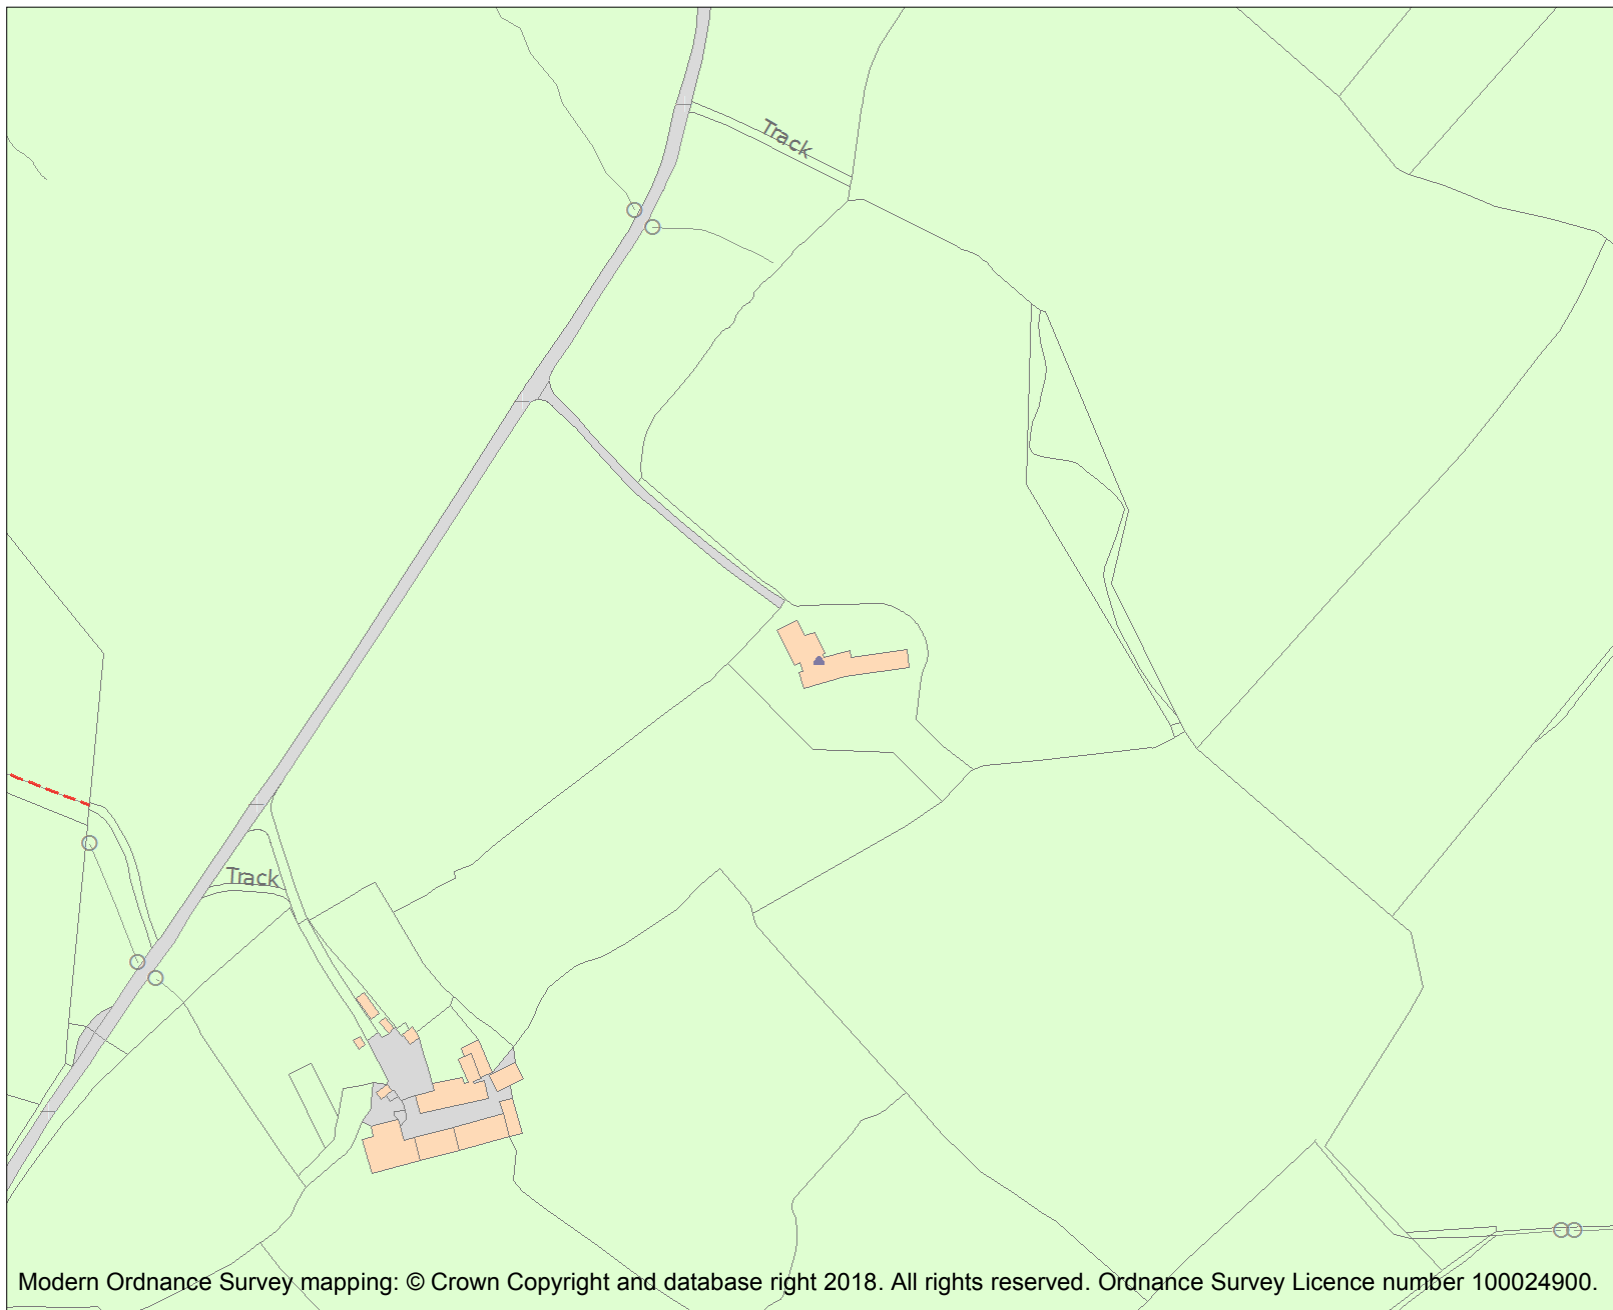 Track
Track
Modern Ordnance Survey mapping: © Crown Copyright and database right 2018. All rights reserved. Ordnance Survey Licence number 100024900.